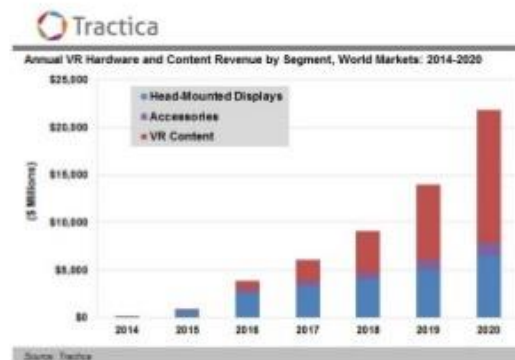 Tractica
Annual VR Hardware and Content Revenue by Segment, World Markets: 2014-2020
$25,000
Head-Mounted Displays
Accessories
VR Content
$20,000
$15,000
$10,000
$5,000
$0
($ Millions)
2014 2015 2016 2017 2018 2019 2020
Source: Tractica